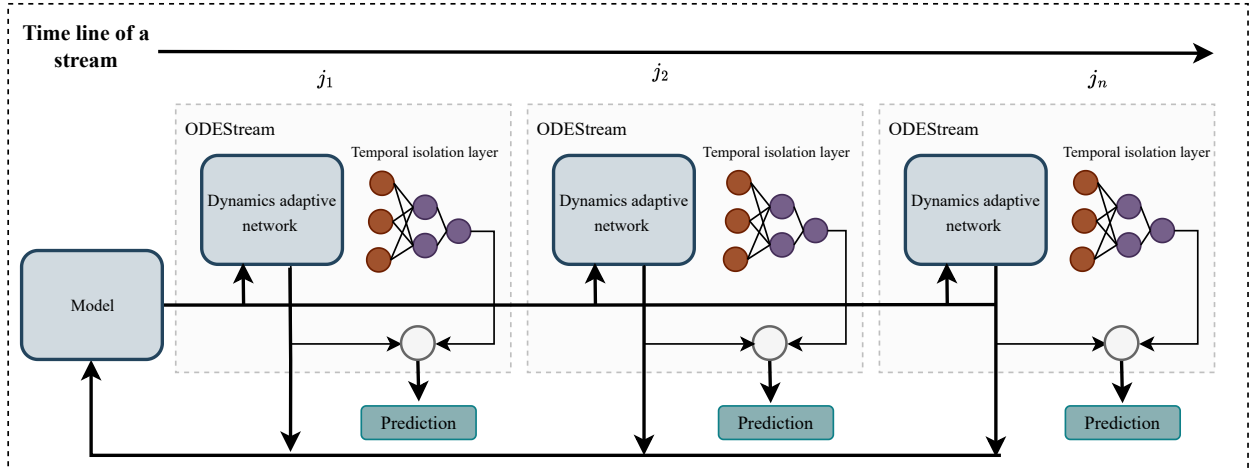 Time line of a
stream
j1
j2
jn
ODEStream
Temporal isolation layer
Dynamics adaptive
network
ODEStream
Temporal isolation layer
Dynamics adaptive
network
ODEStream
Temporal isolation layer
Dynamics adaptive
network
Model
Prediction
Prediction
Prediction